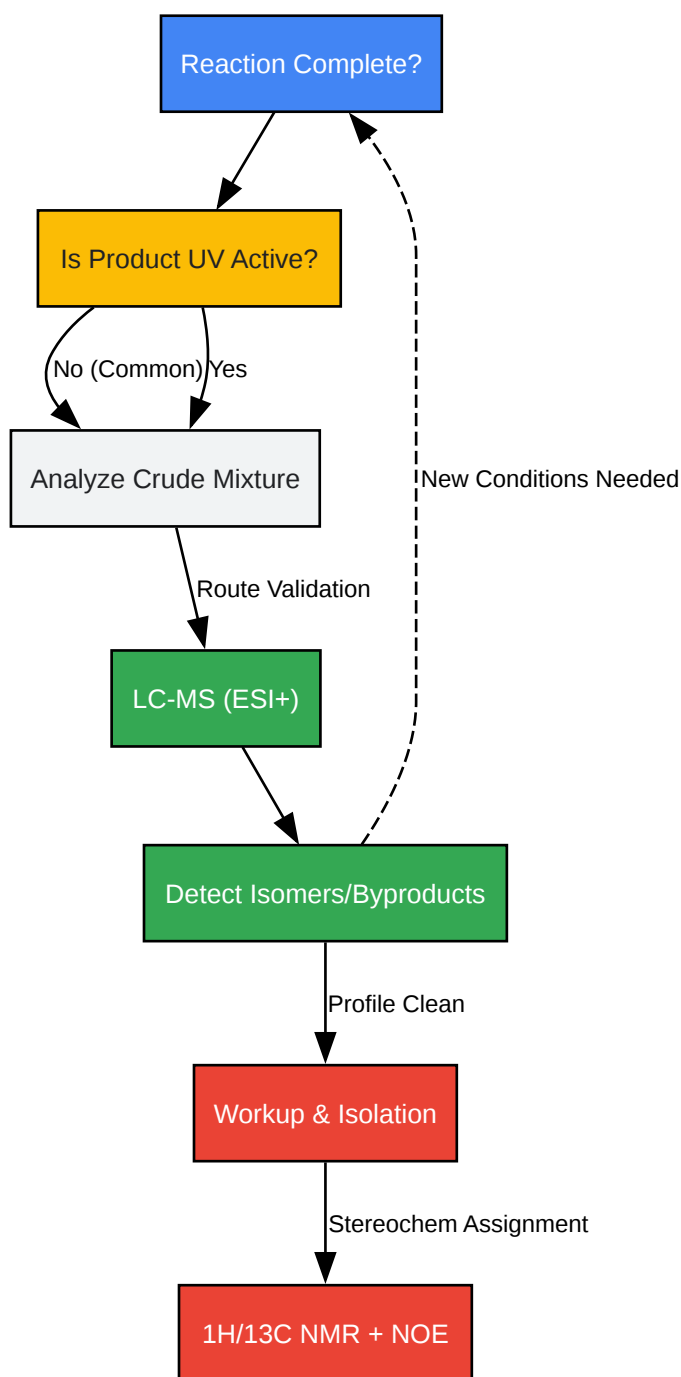 Reaction Complete?
Is Product UV Active?
No (Common)
Yes
Analyze Crude Mixture
New Conditions Needed
Route Validation
LC-MS (ESI+)
Detect Isomers/Byproducts
Profile Clean
Workup & Isolation
Stereochem Assignment
1H/13C NMR + NOE